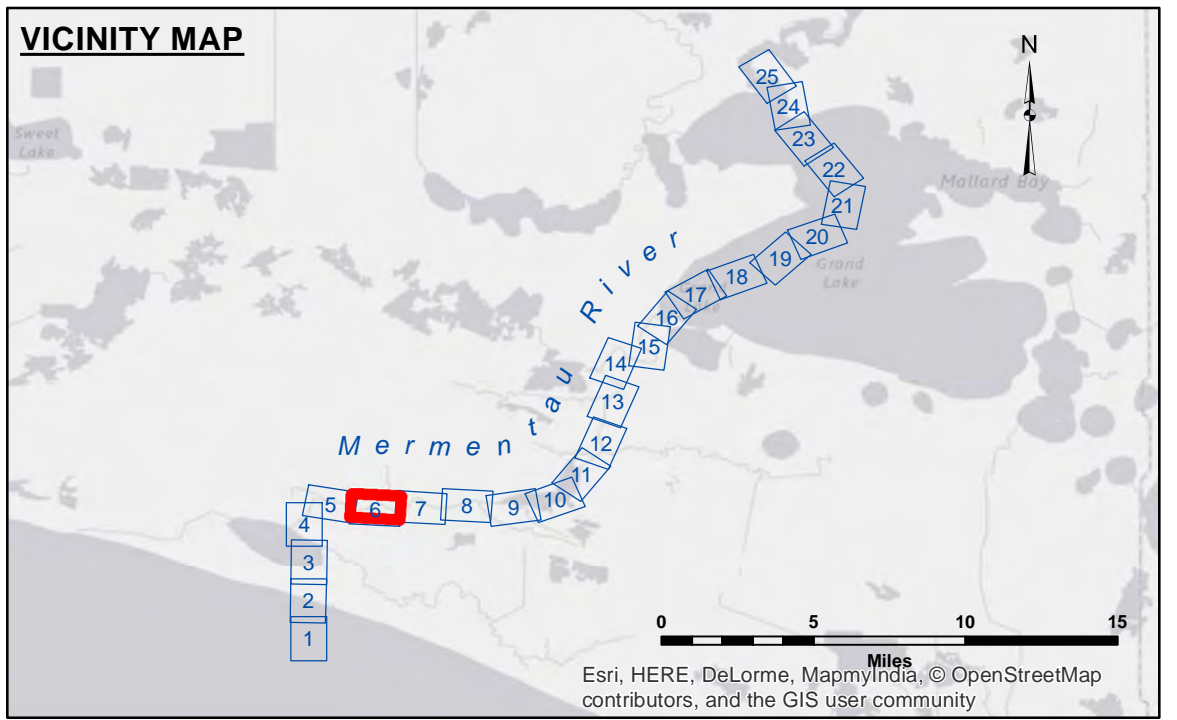 VICINITY MAP
N
Sweet
Lake
25
24
23
22
Mallard Bay
21
20
19
Grand
Lake
18
17
16
15
14
13
12
11
10
9
8
7
6
5
4
3
2
1
Mermentau River
0 5 10 15
Miles
Esri, HERE, DeLorme, MapmyIndia, © OpenStreetMap
contributors, and the GIS user community